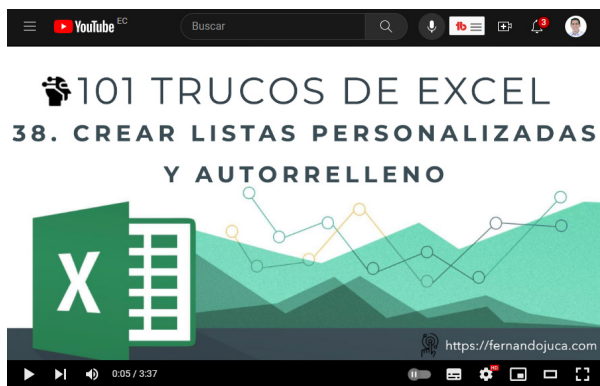 YouTube EC
Buscar
3
101 TRUCOS DE EXCEL
38. CREAR LISTAS PERSONALIZADAS
Y AUTORRELLENO
X
https://fernandojuca.com
0:05 / 3:37